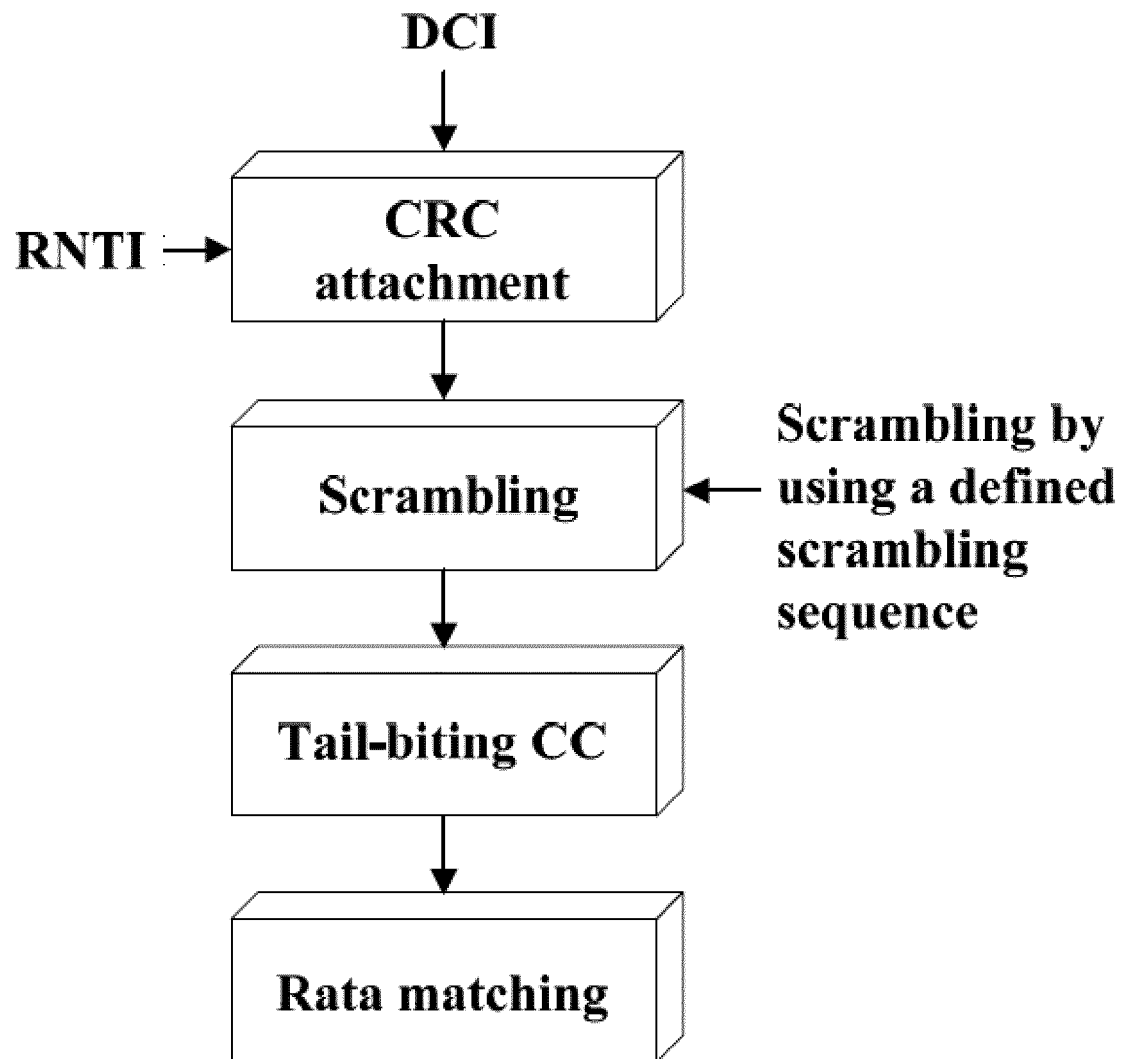 DCI
CRC
attachment
RNTI
Scrambling
Scrambling by
using a defined
scrambling
sequence
Tail-biting CC
Rata matching